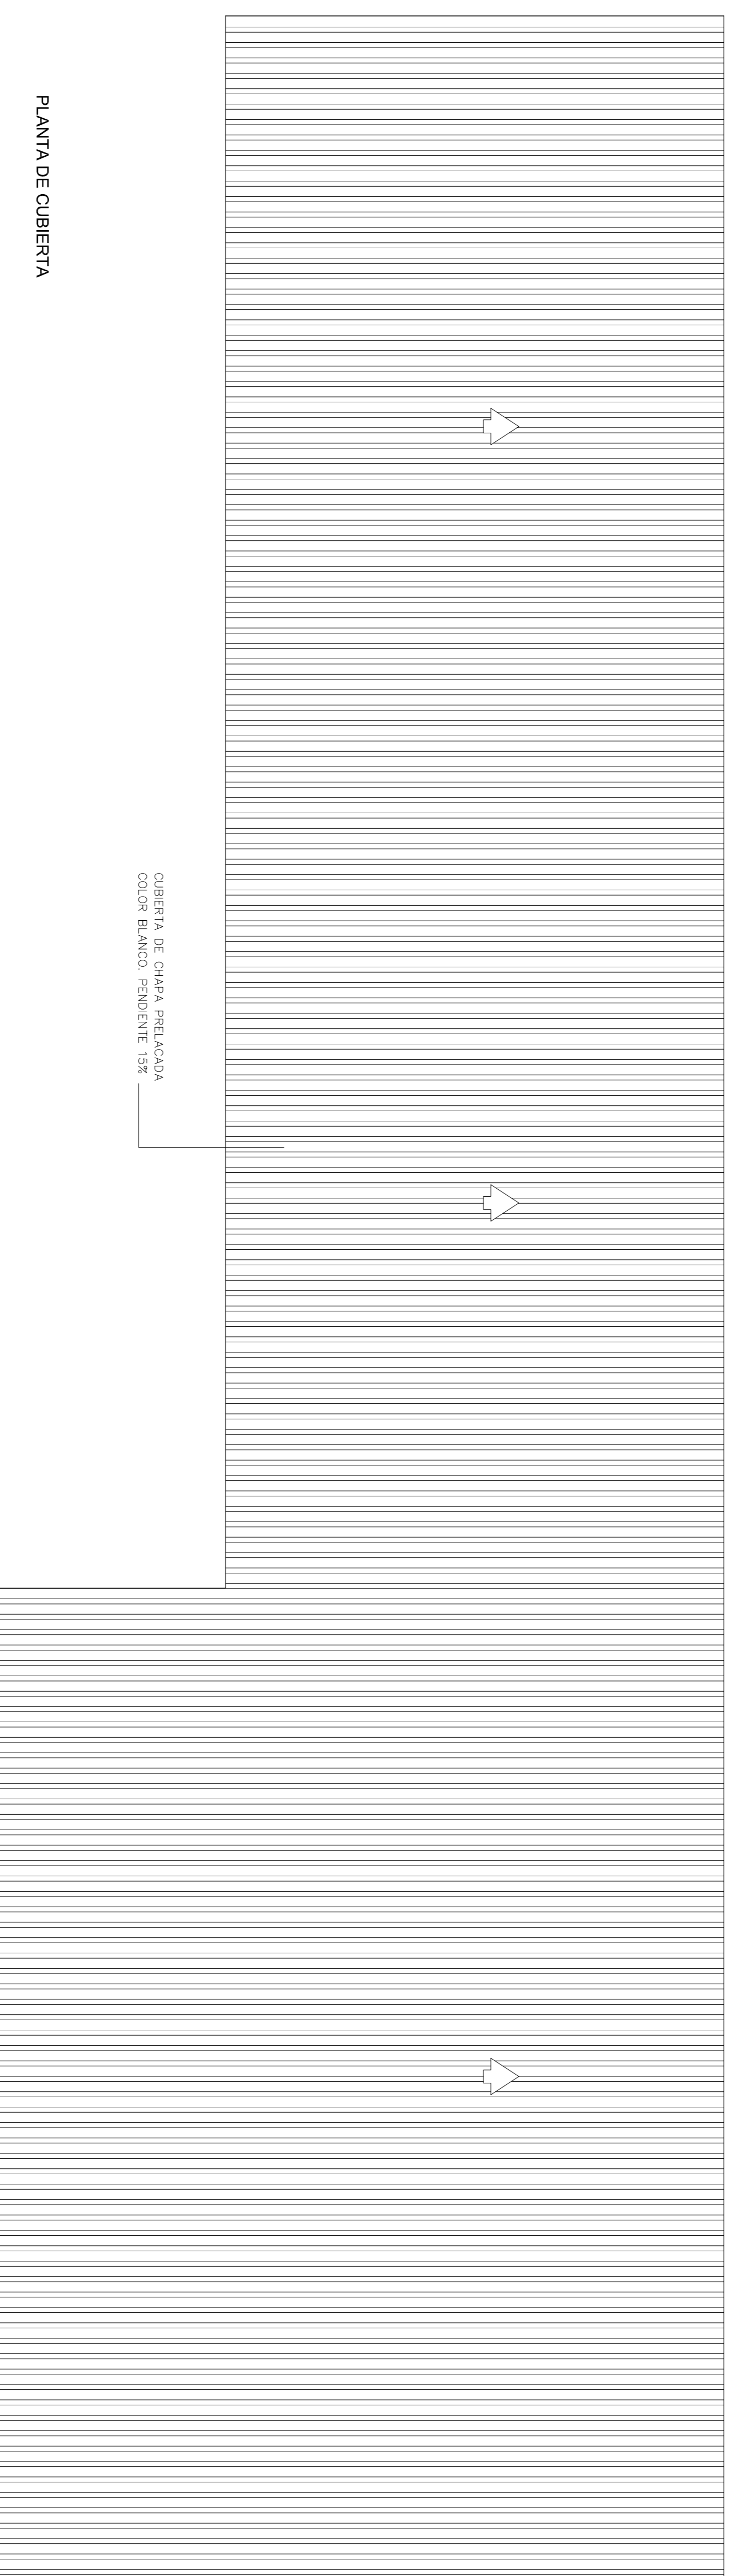 PLANTA DE CUBIERTA
CUBIERTA DE CHAPA PRELACADA
COLOR BLANCO. PENDIENTE 15%